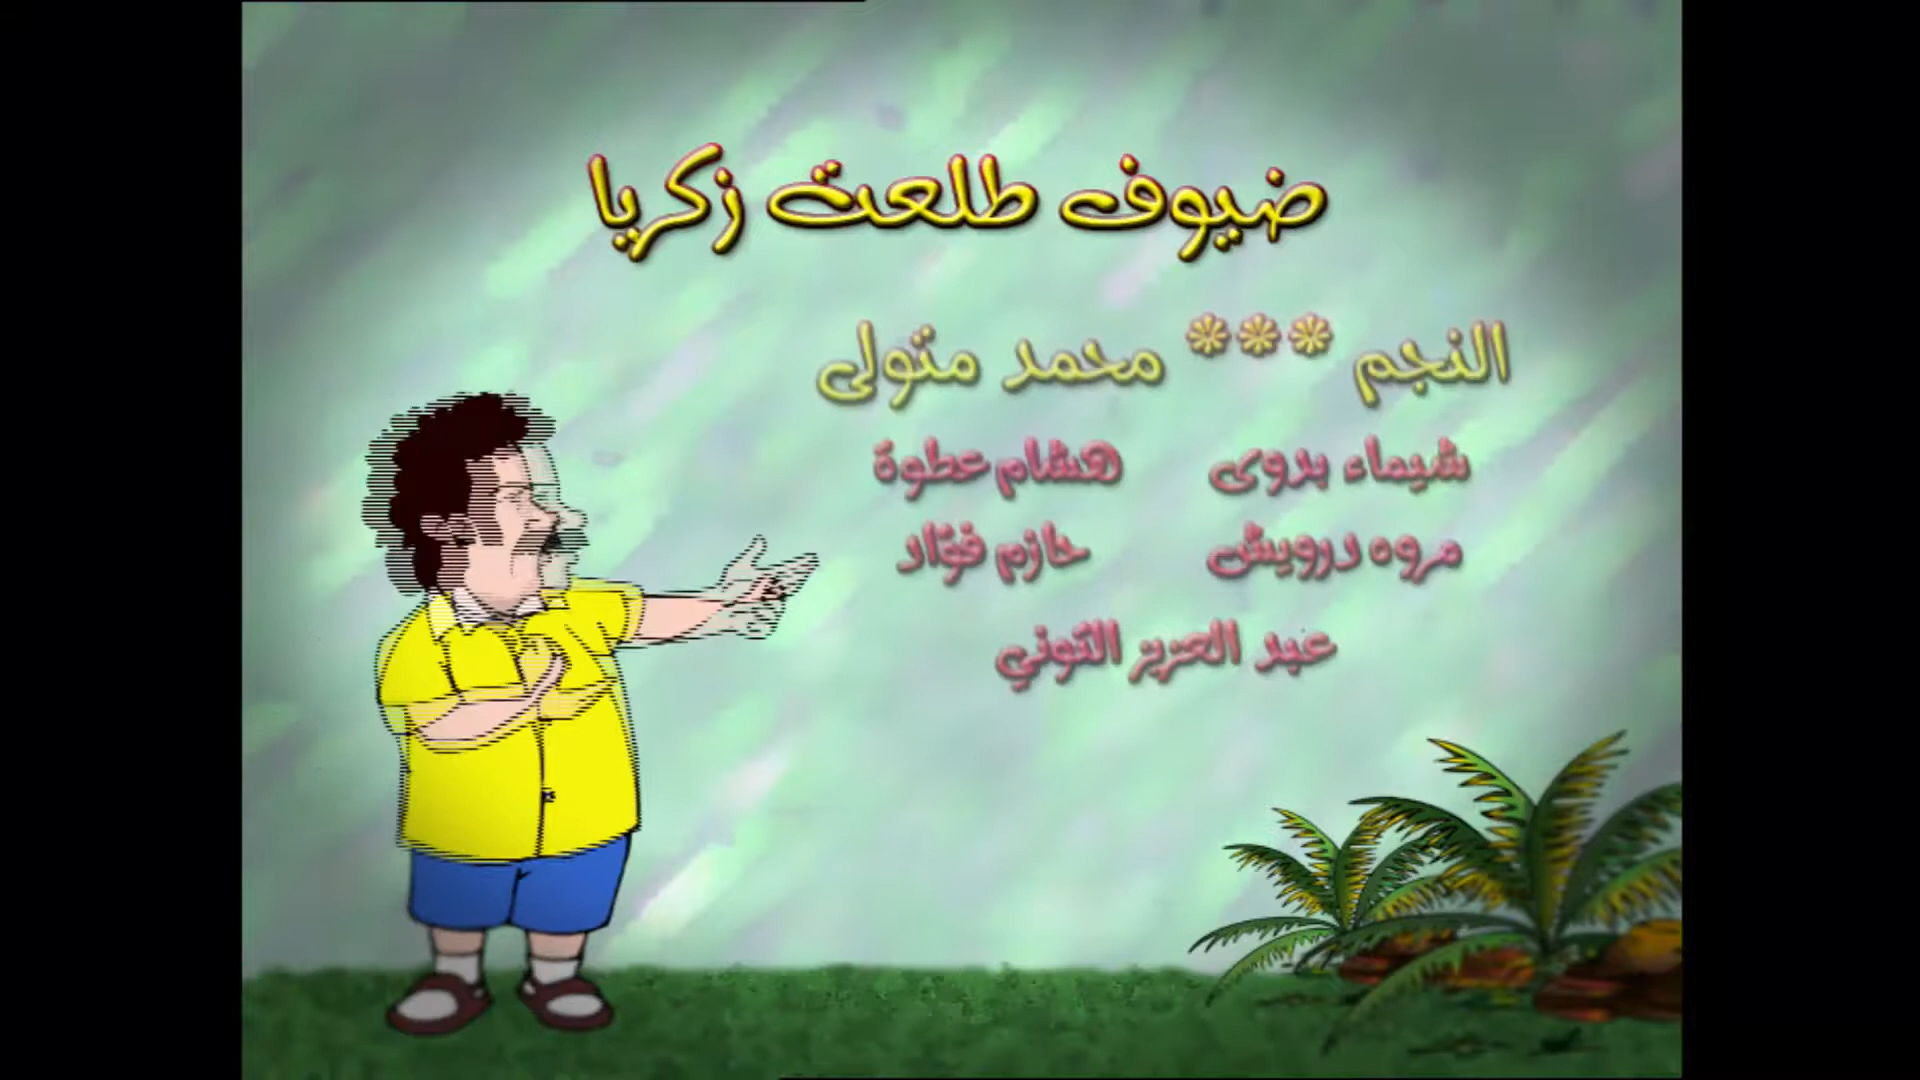 ضيوف طلعت زكريا
النجم *** محمد متولى
شيماء بدوى هشام عطوة
مروه درويش حازم فؤاد
عبد العزيز التوني